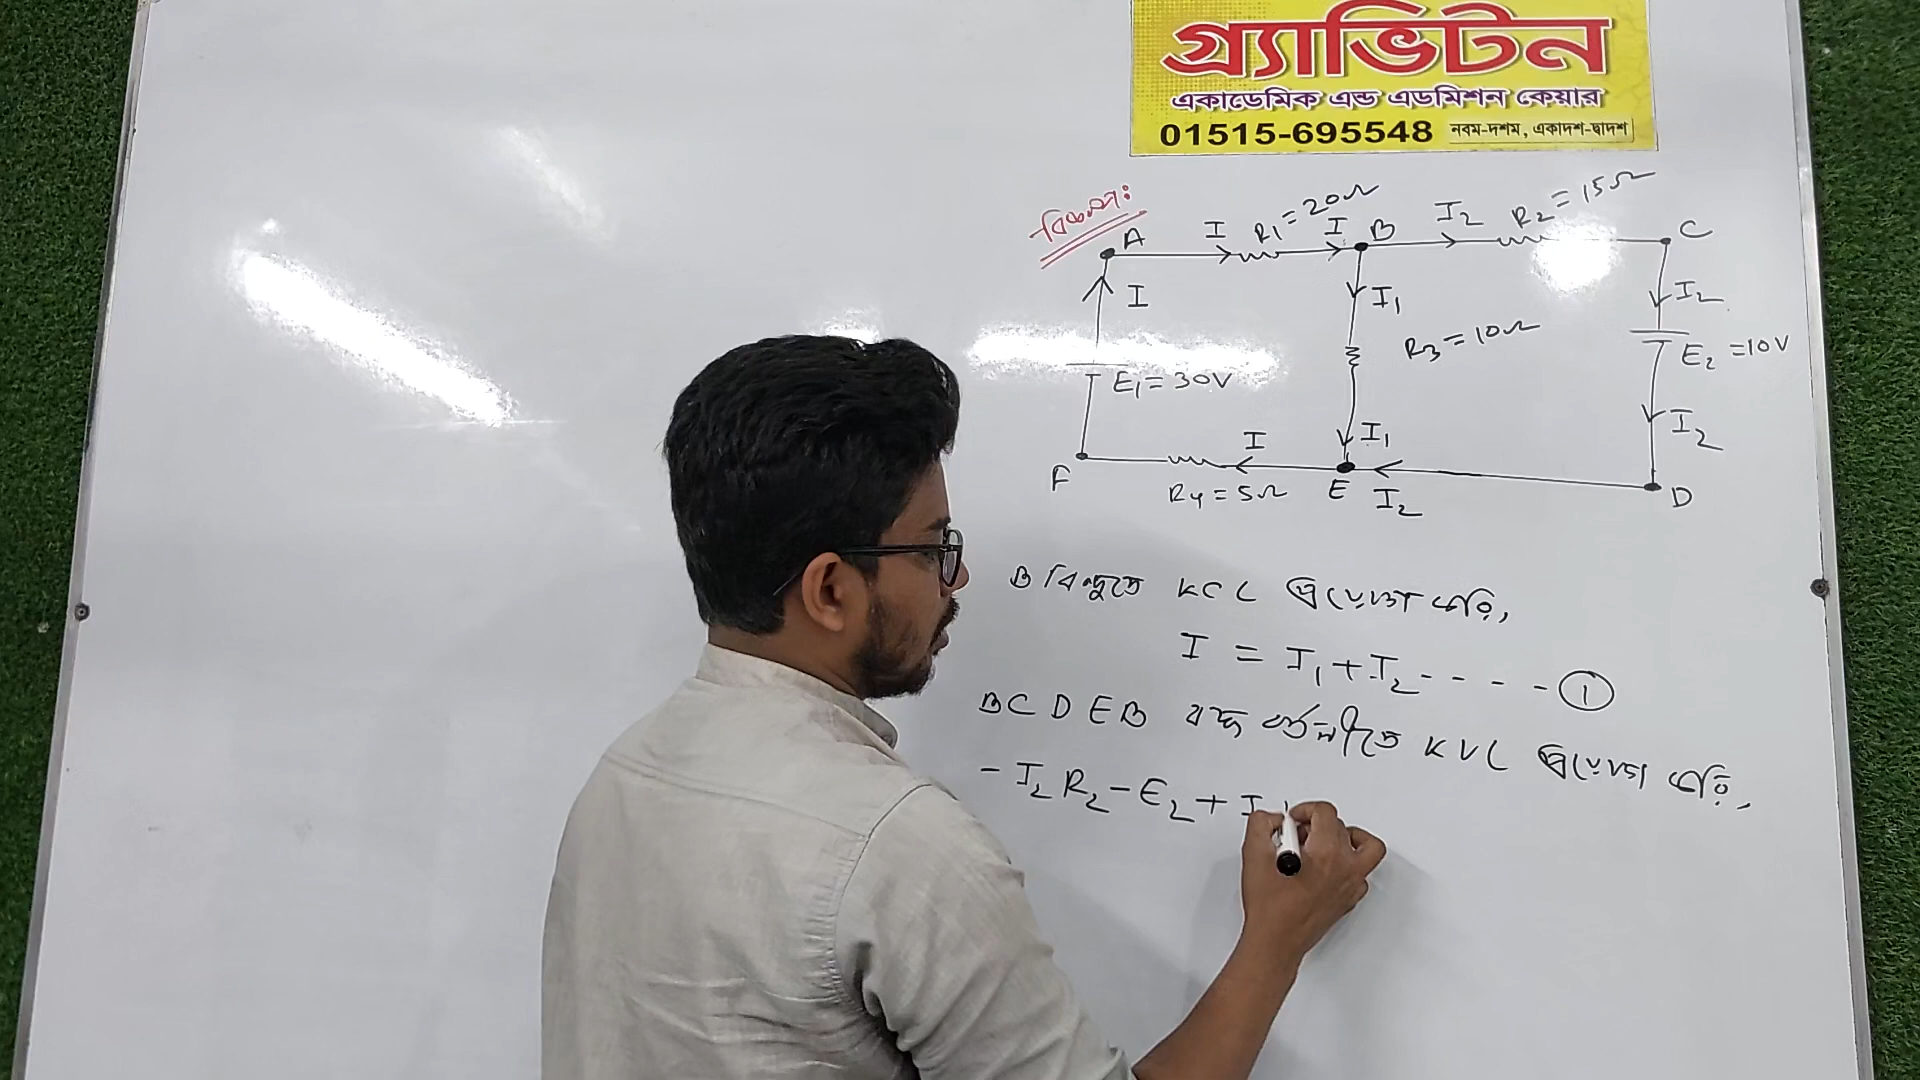 গ্র্যাভিটন
একাডেমিক এন্ড এডমিশন কেয়ার
01515-695548 নবম-দশম, একাদশ-দ্বাদশ
বিকল্প:
A I R₁ = 20Ω I B I₂ R₂ = 15Ω C
I I₁ I₂
R₃ = 10Ω
E₁ = 30V E₂ = 10V
I I₁ I₂
F R₄ = 5Ω E I₂ D
B বিন্দুতে KCL প্রয়োগ করি,
I = I₁ + I₂ - - - - - ①
BCDEB বদ্ধ বর্তনীতে KVL প্রয়োগ করি,
- I₂ R₂ - E₂ + I